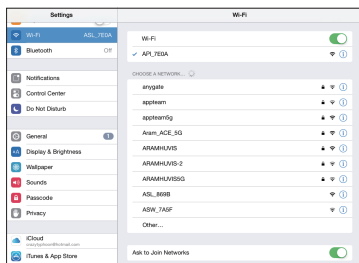 Settings
Wi-Fi
Wi-Fi
ASL_7E0A
Bluetooth
Off
Notifications
Control Center
Do Not Disturb
General
1
Display & Brightness
Wallpaper
Sounds
Passcode
Privacy
iCloud
iTunes & App Store
Wi-Fi
API_7E0A
CHOOSE A NETWORK...
anygate
appteam
appteam5g
Aram_ACE_5G
ARAMHUVIS
ARAMHUVIS-2
ARAMHUVIS5G
ASL_869B
ASW_7A5F
Other...
Ask to Join Networks